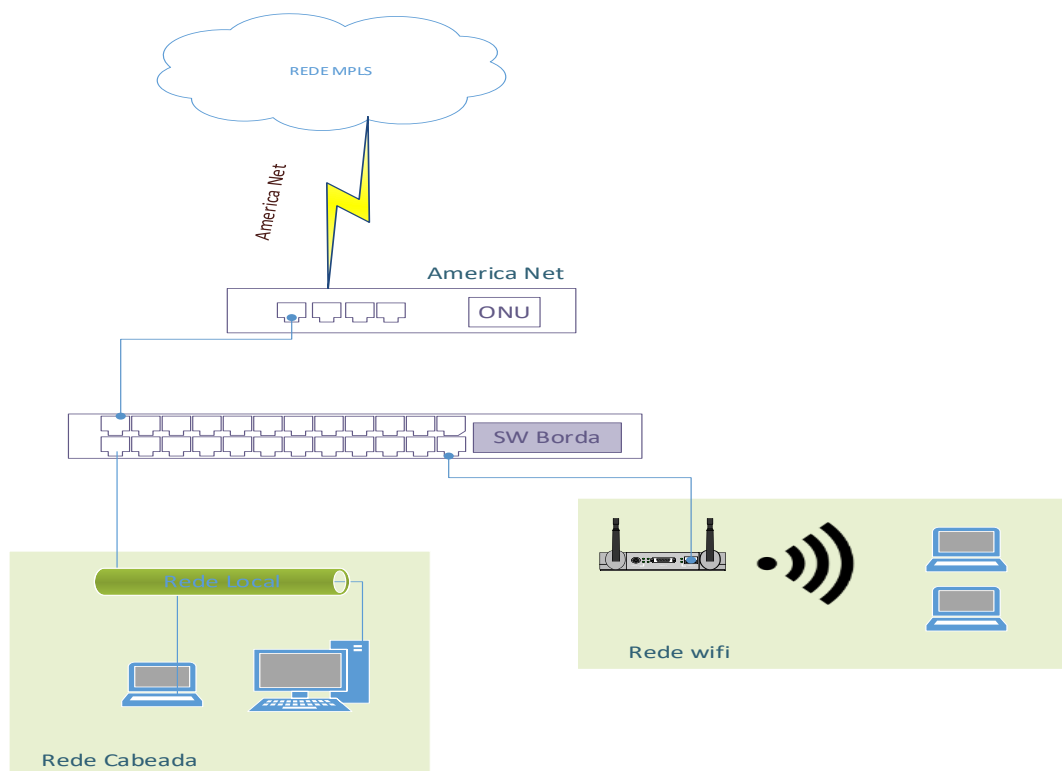 REDE MPLS
America Net
America Net
ONU
SW Borda
Rede Local
Rede wifi
Rede Cabeada